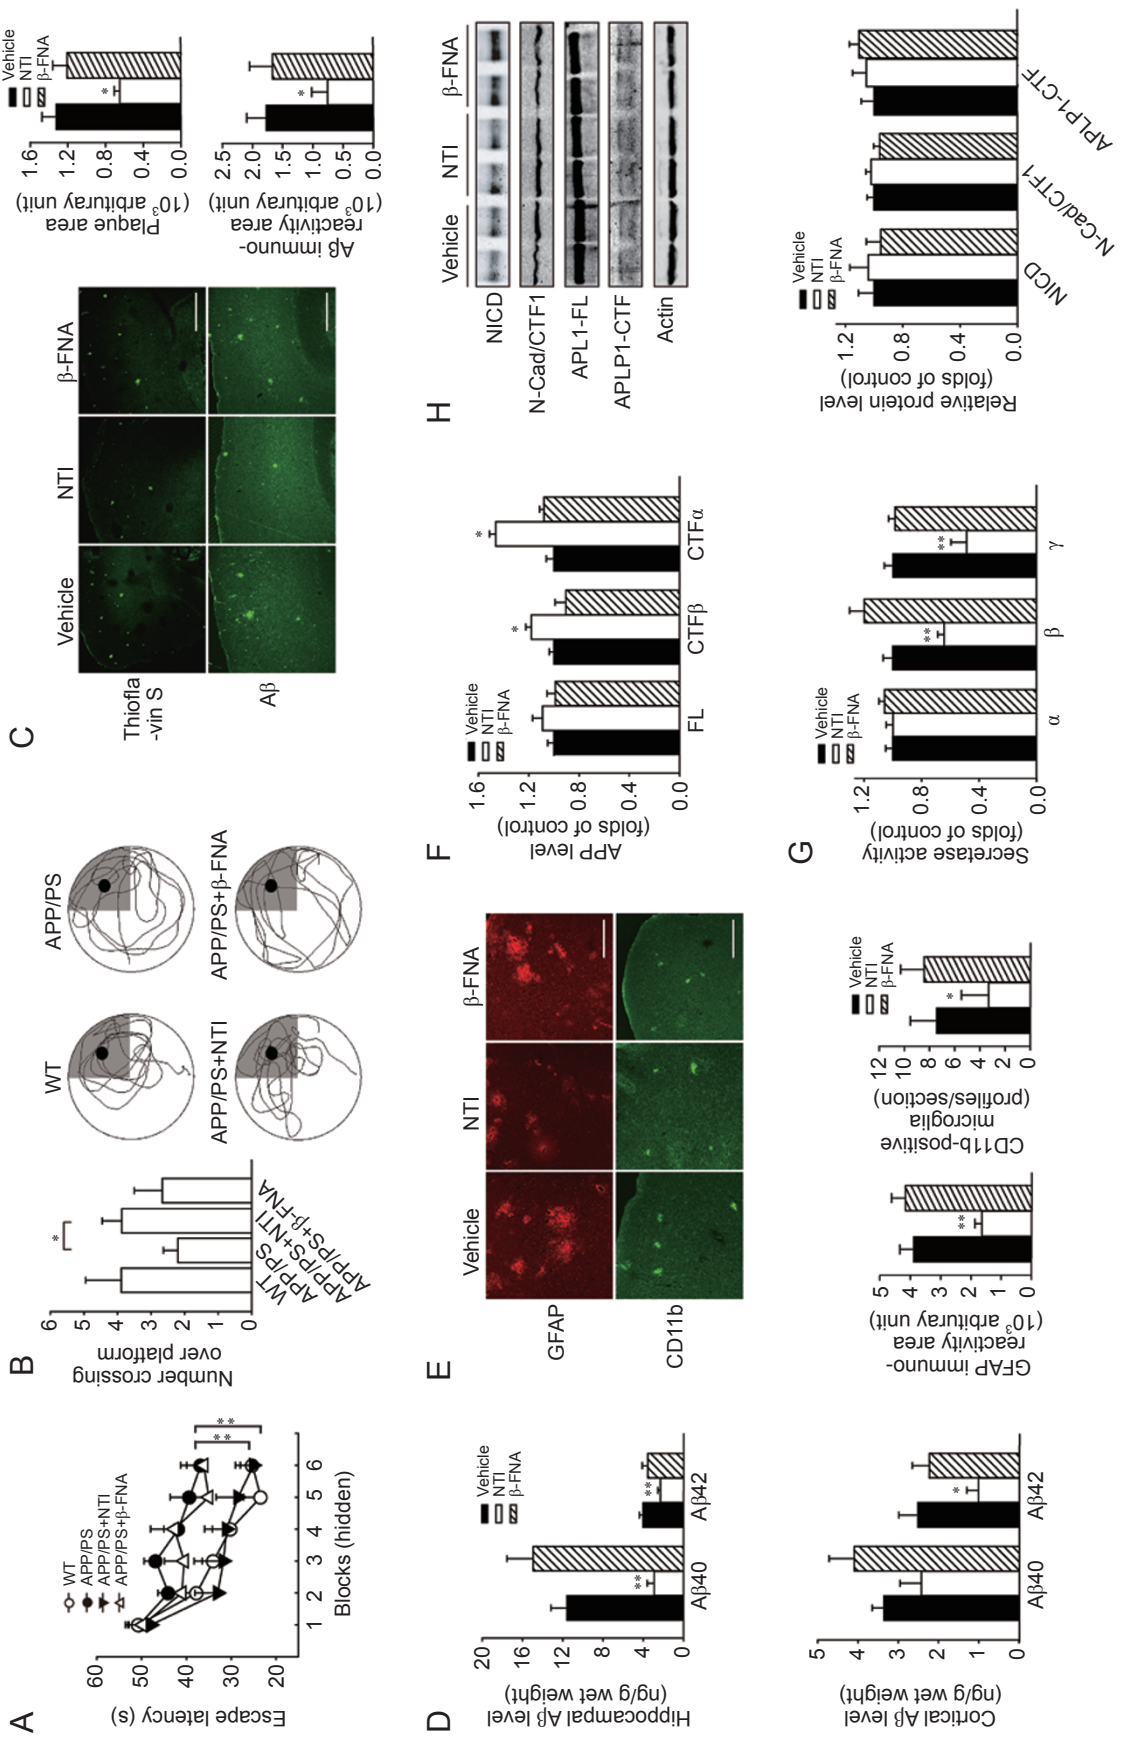 A
Escape latency (s)
60
50
40
30
20
WT
APP/PS
APP/PS+NTI
APP/PS+β-FNA
**
**
1 2 3 4 5 6
Blocks (hidden)
B
Number crossing
over platform
6
5
4
3
2
1
0
*
WT
APP/PS
APP/PS+NTI
APP/PS+β-FNA
WT
APP/PS
APP/PS+NTI
APP/PS+β-FNA
C
Vehicle
NTI
β-FNA
Thiofla
-vin S
Aβ
Plaque area
(10³ arbituray unit)
1.6
1.2
0.8
0.4
0.0
Vehicle
NTI
β-FNA
*
Aβ immuno-
reactivity area
(10³ arbituray unit)
2.5
2.0
1.5
1.0
0.5
0.0
*
D
Hippocampal Aβ level
(ng/g wet weight)
20
16
12
8
4
0
Vehicle
NTI
β-FNA
**
**
Aβ40
Aβ42
Cortical Aβ level
(ng/g wet weight)
5
4
3
2
1
0
*
Aβ40
Aβ42
E
Vehicle
NTI
β-FNA
GFAP
CD11b
GFAP immuno-
reactivity area
(10³ arbituray unit)
5
4
3
2
1
0
**
CD11b-positive
microglia
(profiles/section)
12
10
8
6
4
2
0
Vehicle
NTI
β-FNA
*
F
APP level
(folds of control)
1.6
1.2
0.8
0.4
0.0
Vehicle
NTI
β-FNA
*
*
FL
CTFβ
CTFα
G
Secretase activity
(folds of control)
1.2
0.8
0.4
0.0
Vehicle
NTI
β-FNA
**
**
α
β
γ
H
Vehicle
NTI
β-FNA
NICD
N-Cad/CTF1
APL1-FL
APLP1-CTF
Actin
Relative protein level
(folds of control)
1.2
0.8
0.4
0.0
Vehicle
NTI
β-FNA
NICD
N-Cad/CTF1
APLP1-CTF